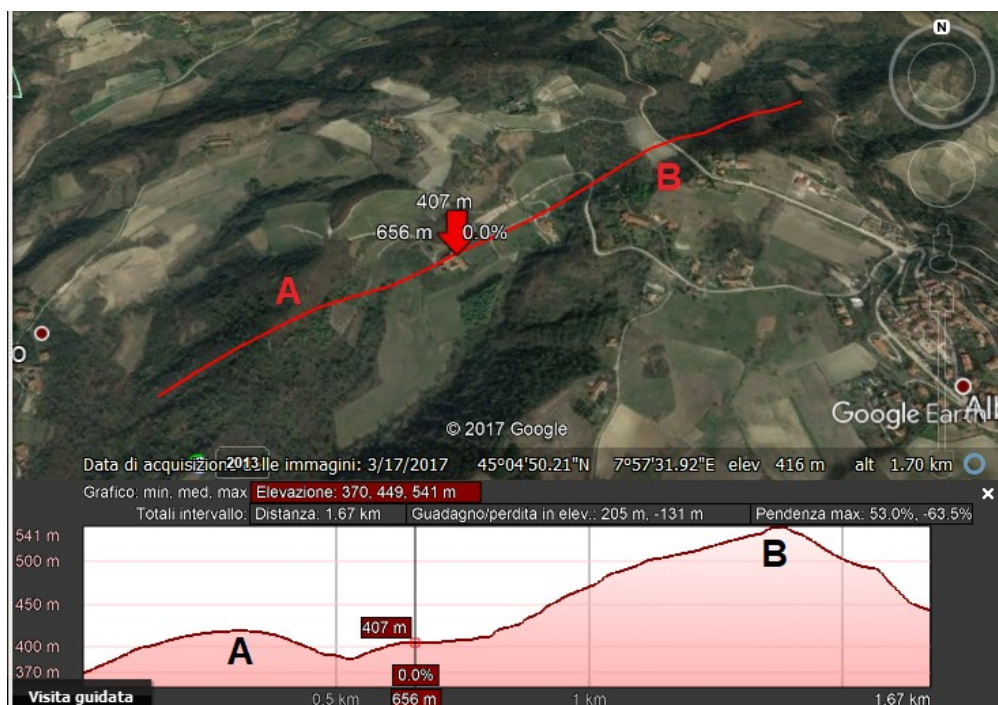 N
407 m
656 m 0.0%
B
A
o
Alb
Google Earth
© 2017 Google
2013
Data di acquisizione delle immagini: 3/17/2017 45°04'50.21"N 7°57'31.92"E elev 416 m alt 1.70 km
Grafico: min, med, max Elevazione: 370, 449, 541 m
Totali intervallo: Distanza: 1.67 km Guadagno/perdita in elev.: 205 m, -131 m Pendenza max: 53.0%, -63.5%
541 m
500 m
450 m
400 m
370 m
B
A
407 m
0.0%
Visita guidata
0.5 km 656 m 1 km 1.67 km